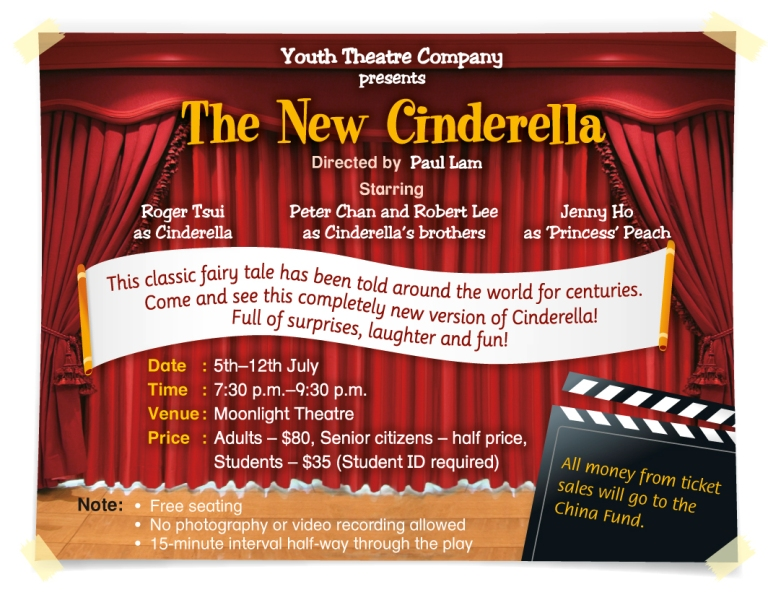 Youth Theatre Company
presents
The New Cinderella
Directed by Paul Lam
Starring
Roger Tsui
as Cinderella
Peter Chan and Robert Lee
as Cinderella's brothers
Jenny Ho
as 'Princess' Peach
This classic fairy tale has been told around the world for centuries.
Come and see this completely new version of Cinderella!
Full of surprises, laughter and fun!
Date : 5th–12th July
Time : 7:30 p.m.–9:30 p.m.
Venue : Moonlight Theatre
Price : Adults – $80, Senior citizens – half price,
Students – $35 (Student ID required)
All money from ticket
sales will go to the
China Fund.
Note: • Free seating
• No photography or video recording allowed
• 15-minute interval half-way through the play